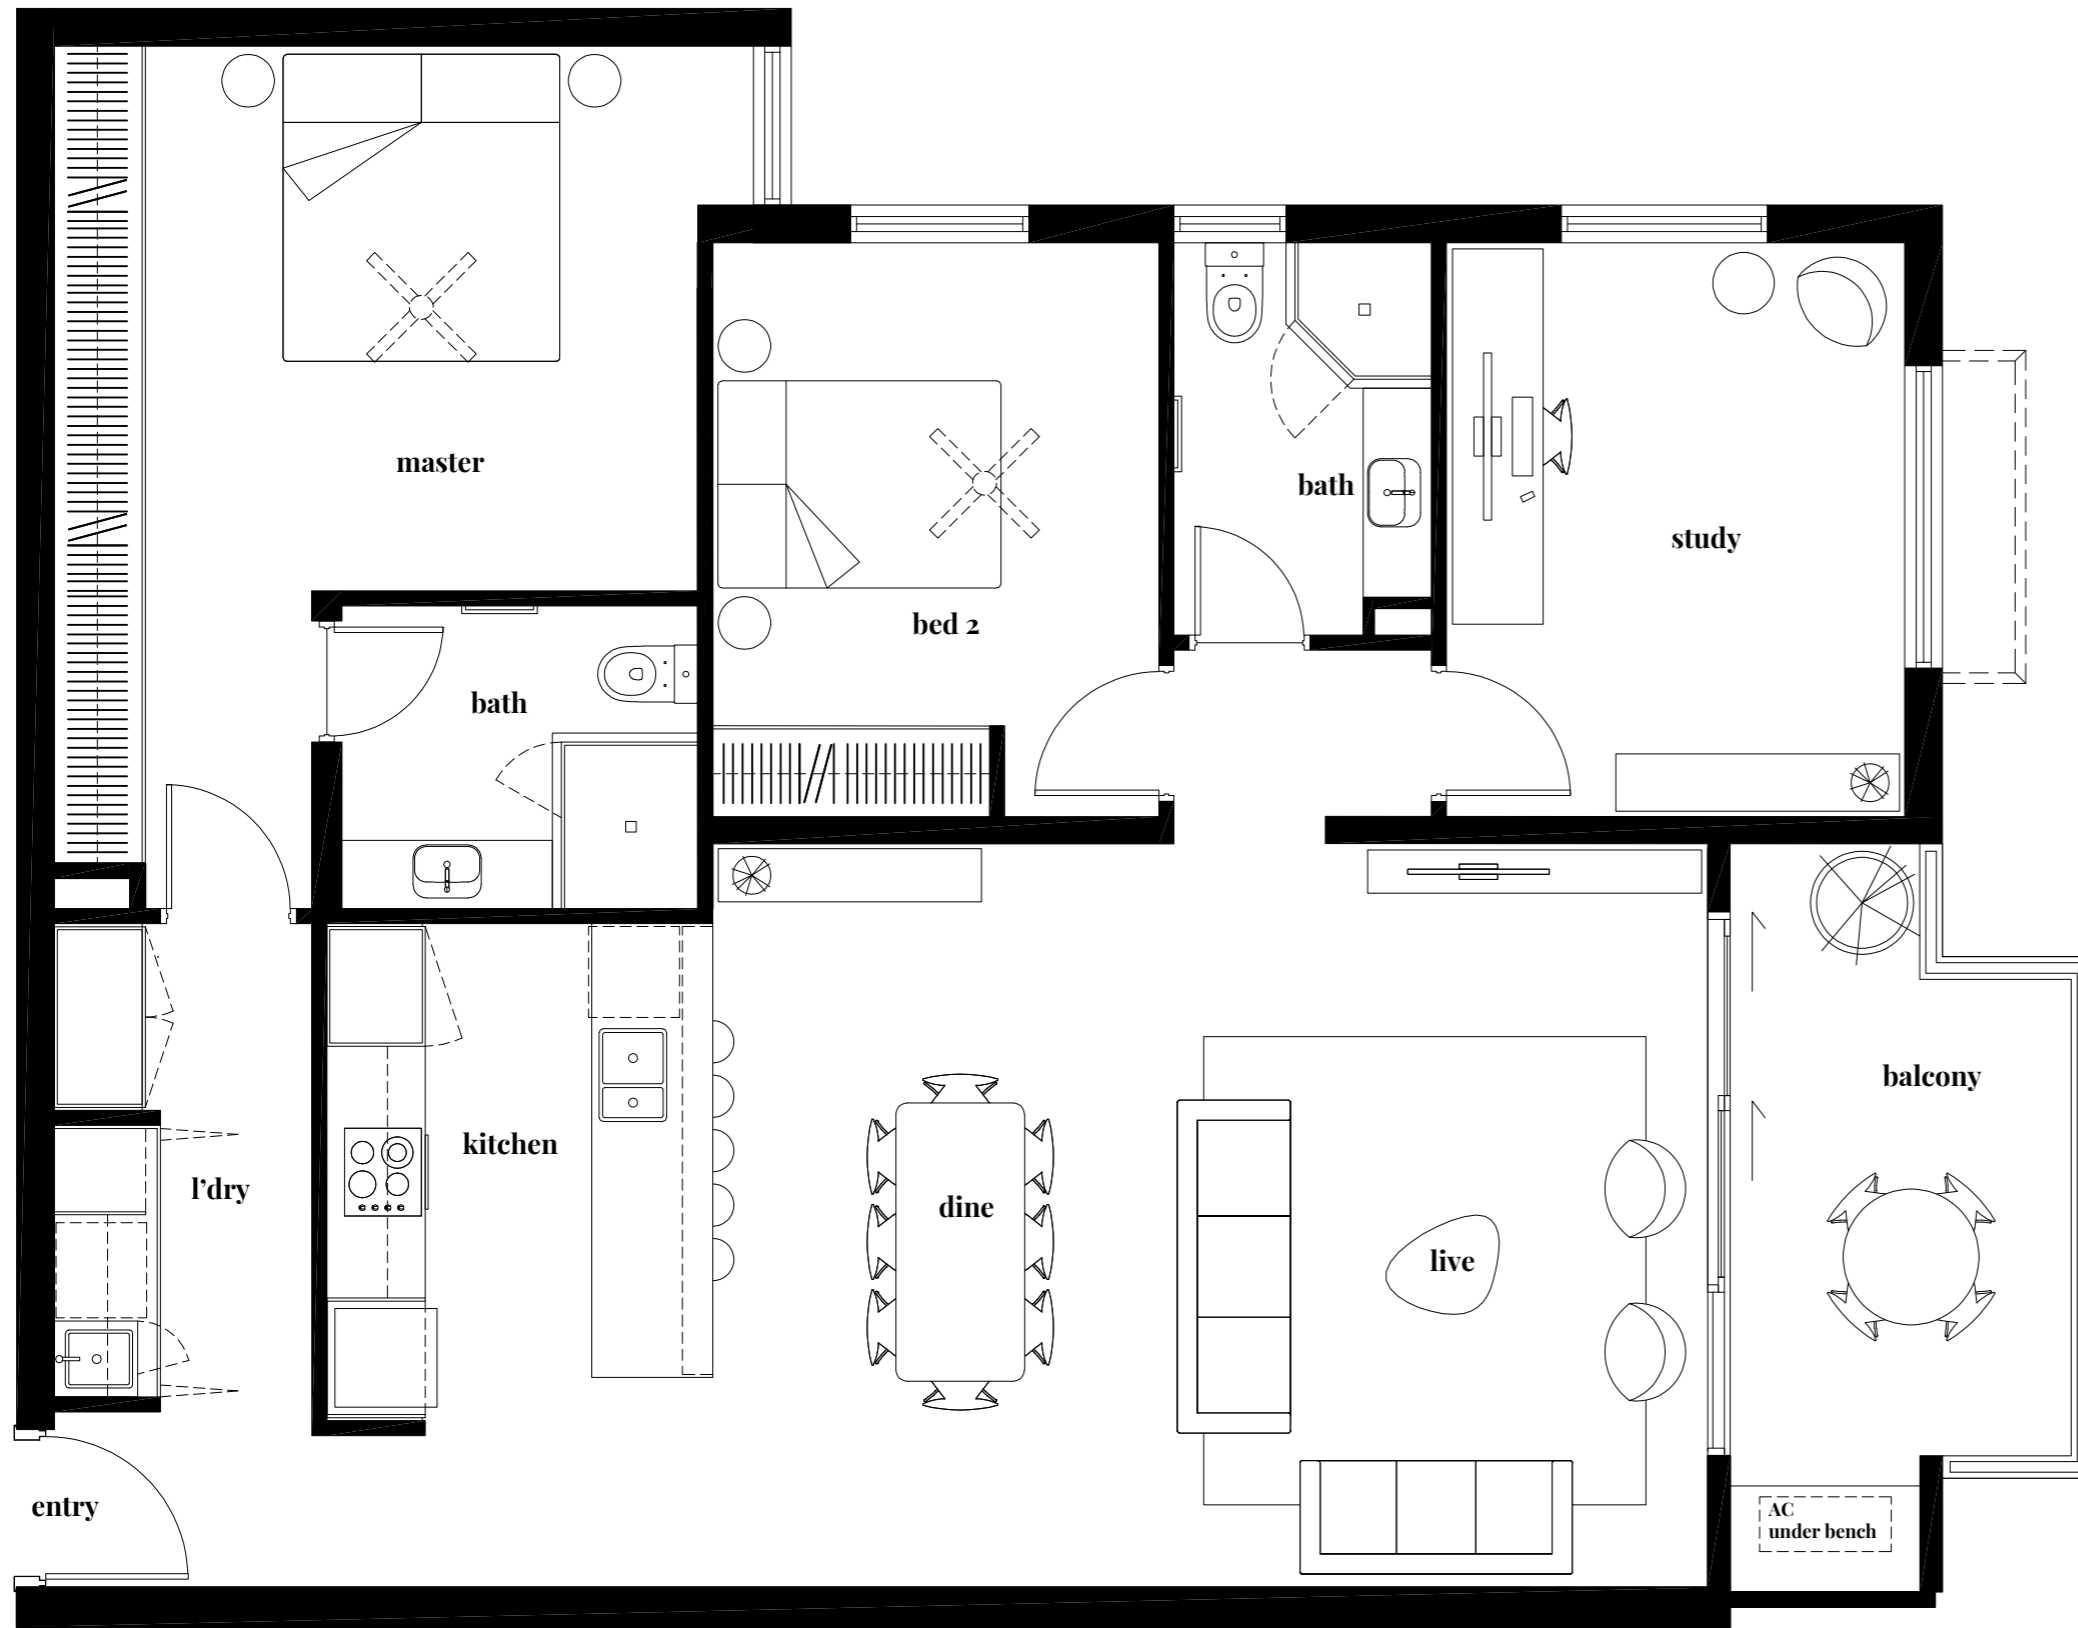 master
bath
bed 2
study
bath
balcony
kitchen
l’dry
dine
live
entry
AC
under bench